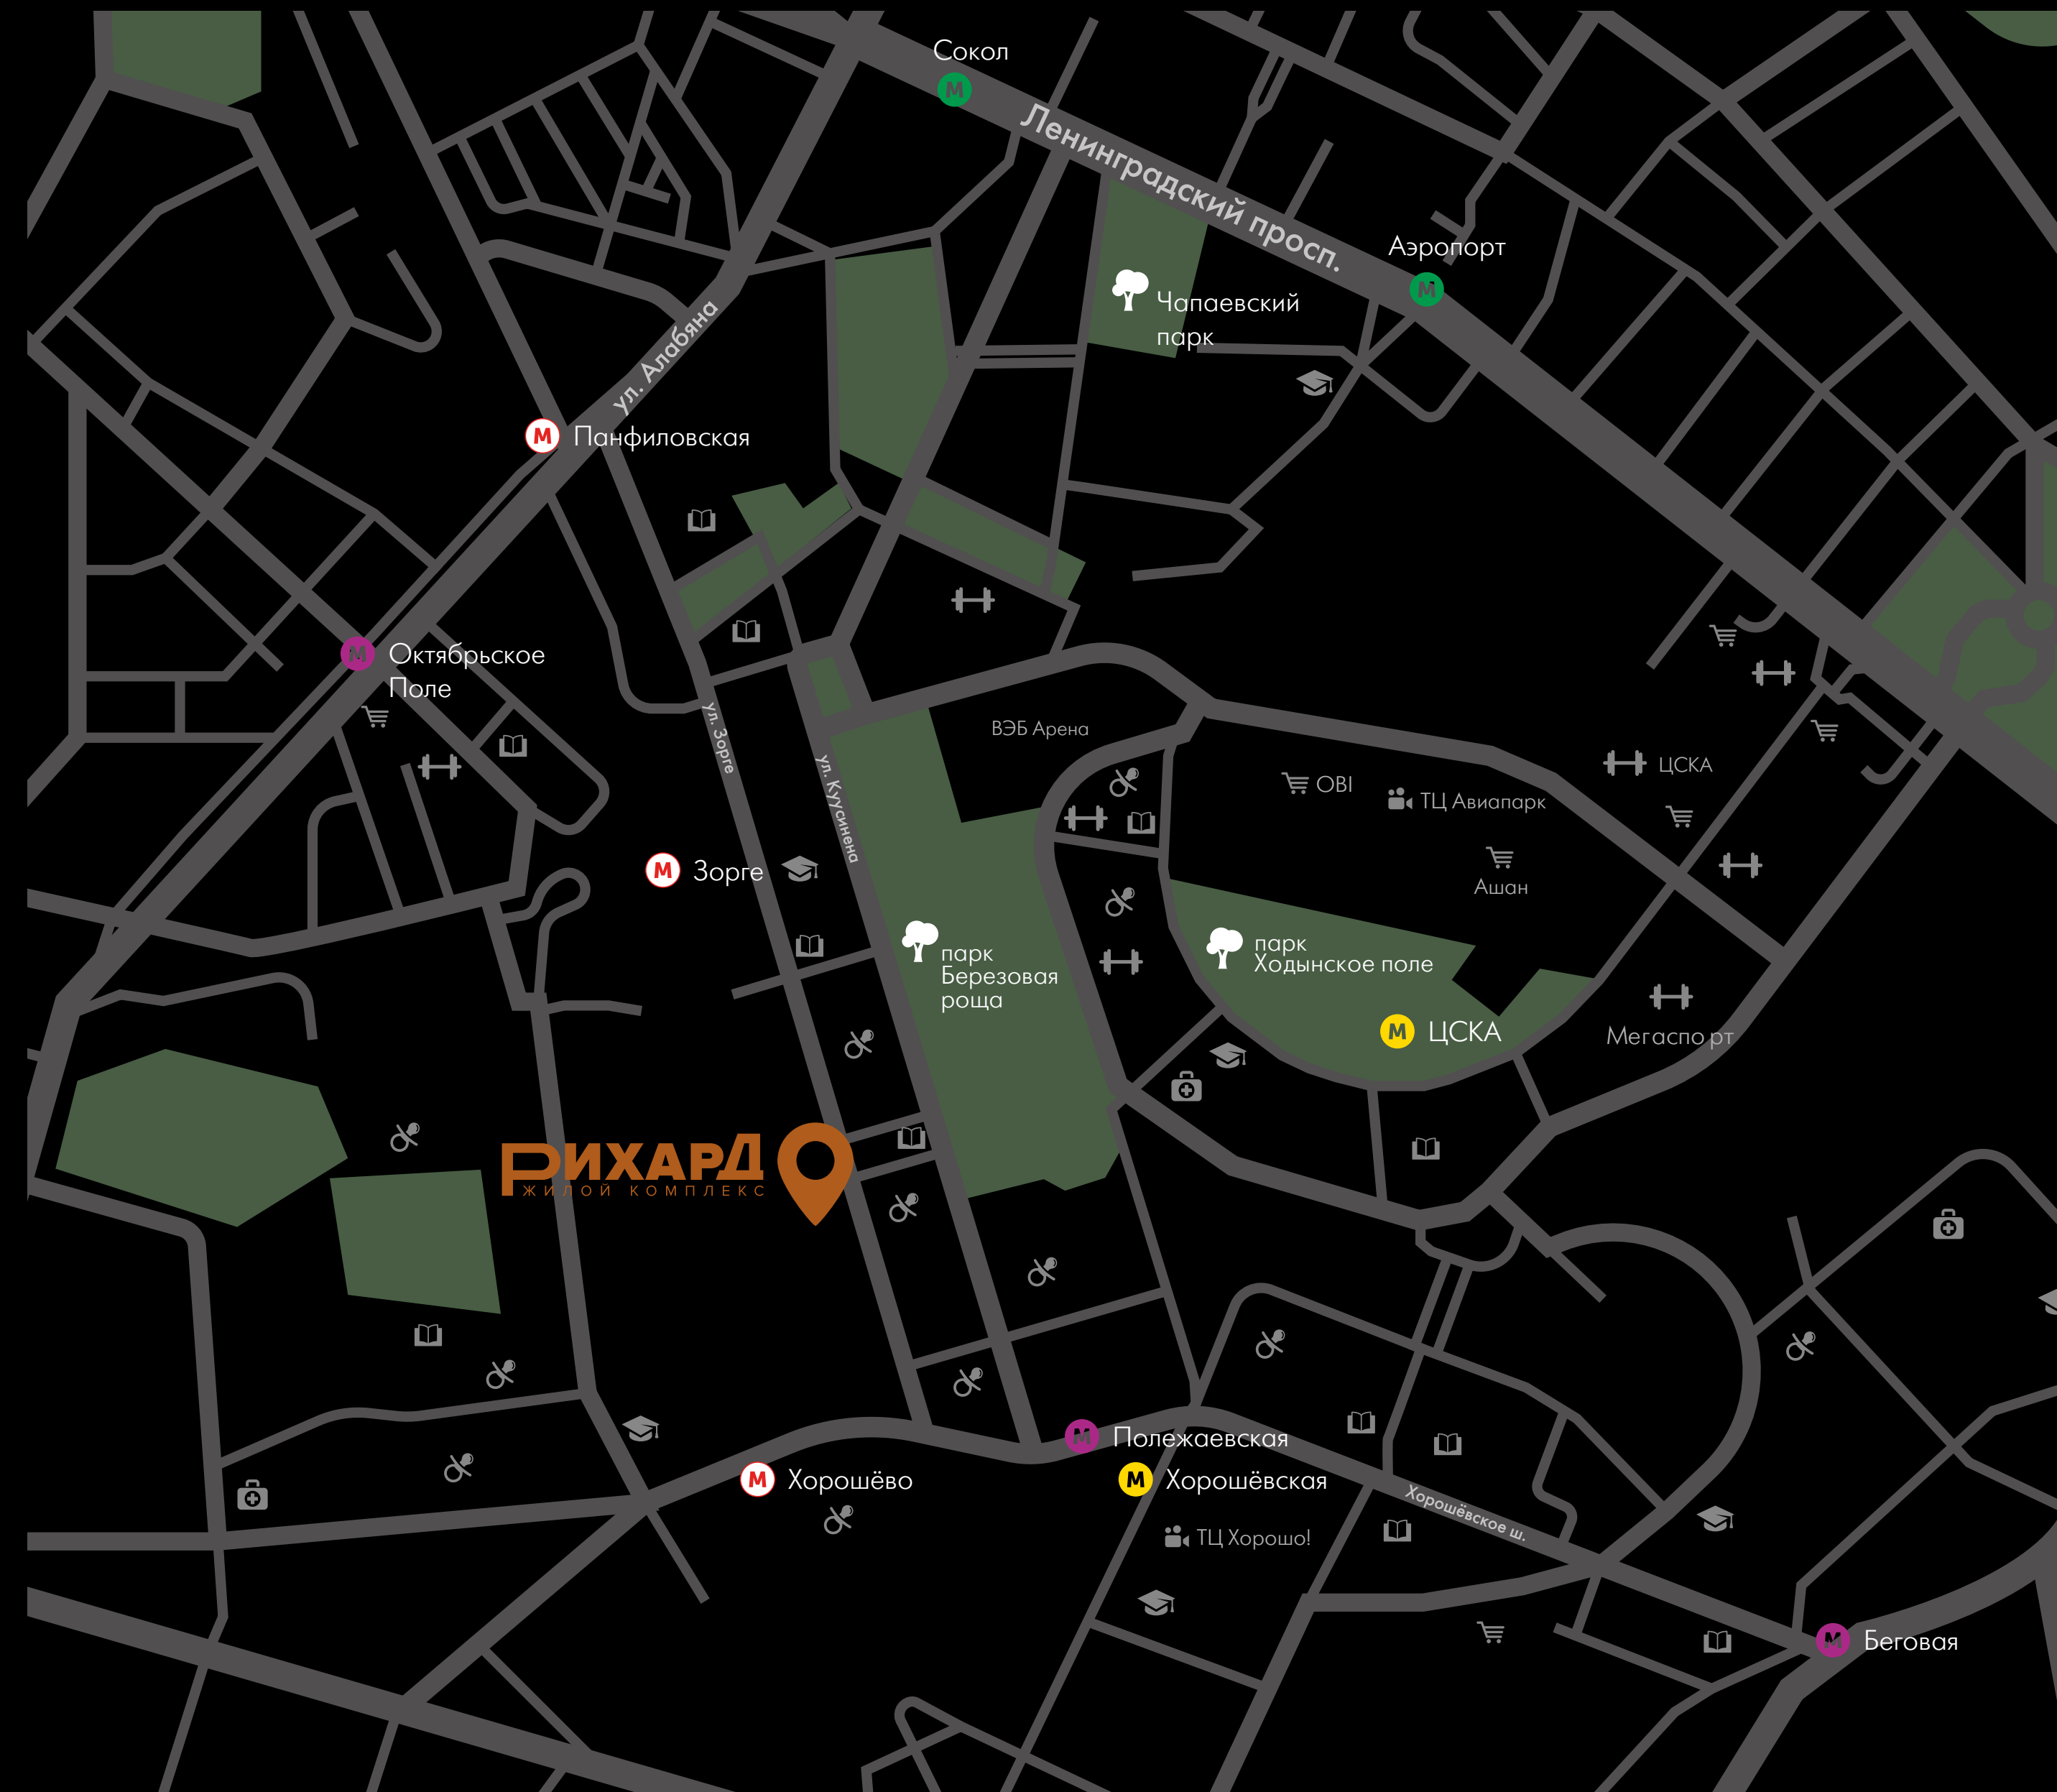 Сокол
Ленинградский просп.
Аэропорт
Чапаевский
парк
ул. Алабяна
Панфиловская
Октябрьское
Поле
ул. Зорге
ул. Куусинена
ВЭБ Арена
ЦСКА
OBI
ТЦ Авиапарк
Ашан
Зорге
парк
Березовая
роща
парк
Ходынское поле
ЦСКА
Мегаспорт
РИХАРД
ЖИЛОЙ КОМПЛЕКС
Полежаевская
Хорошёво
Хорошёвская
Хорошёвское ш.
ТЦ Хорошо!
Беговая
М
М
М
М
М
М
М
М
М
М